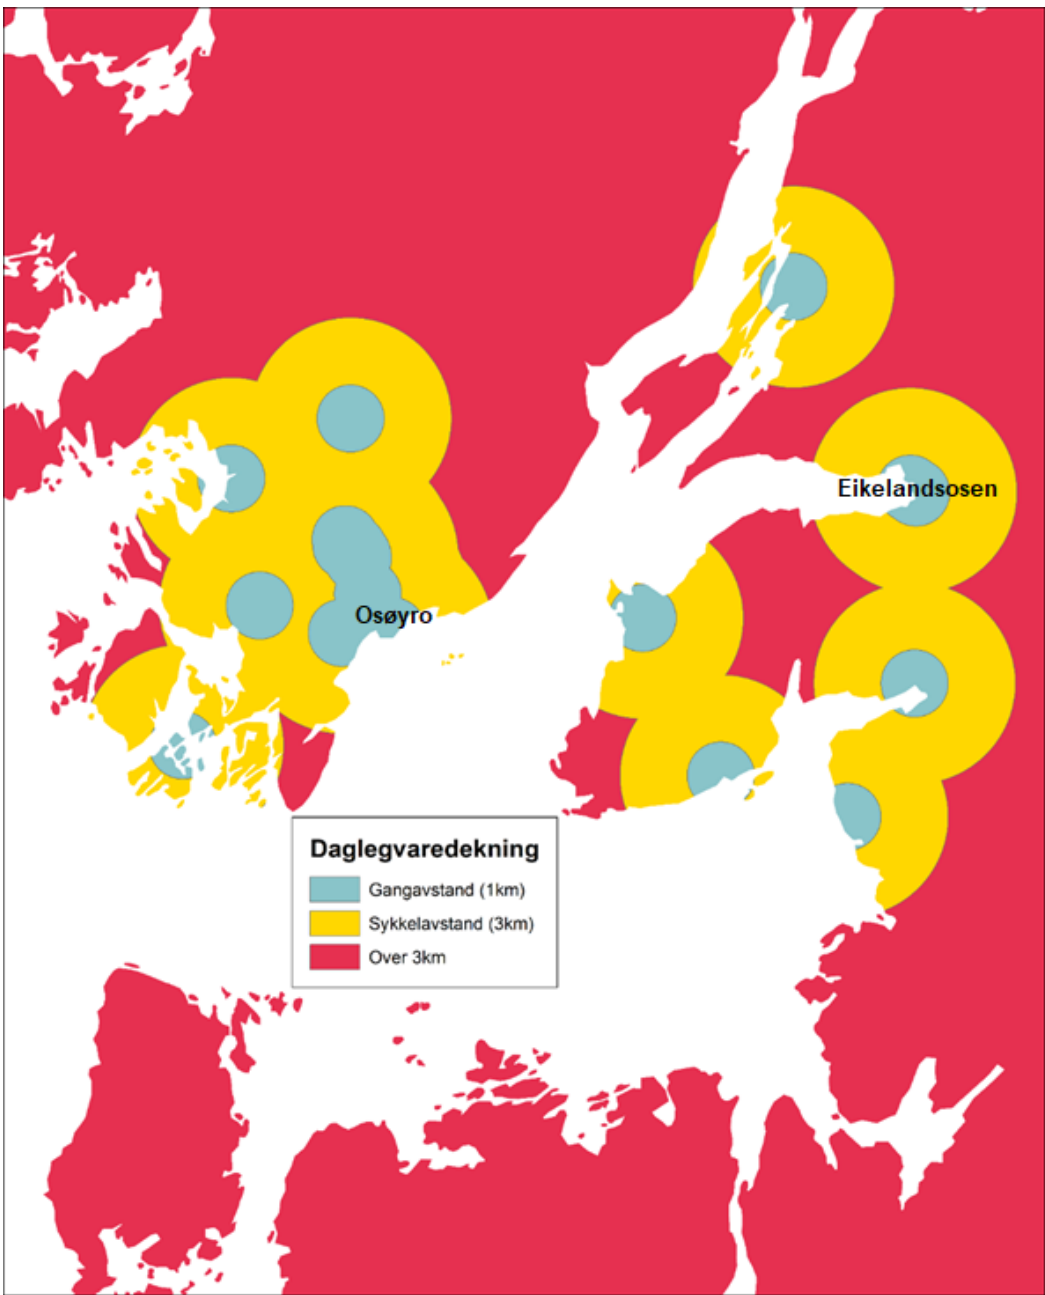 Eikelandsosen
Osøyro
Daglegvaredekning
Gangavstand (1km)
Sykkelavstand (3km)
Over 3km